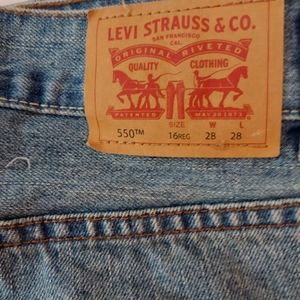 LEVI STRAUSS & CO.
SAN FRANCISCO
CAL.
ORIGINAL RIVETED
QUALITY CLOTHING
PATENTED MAY 20 1873
SIZE W L
550™ 16REG 28 28